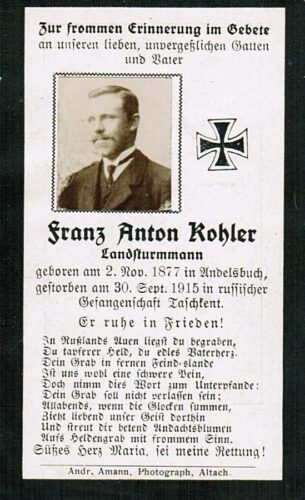 Zur frommen Erinnerung im Gebete
an unseren lieben, unvergeßlichen Gatten
und Vater
Franz Anton Kohler
Landsturmmann
geboren am 2. Nov. 1877 in Andelsbuch,
gestorben am 30. Sept. 1915 in russischer
Gefangenschaft Taschkent.
Er ruhe in Frieden!
In Rußlands Auen liegst du begraben,
Du tapferer Held, du edles Vaterherz.
Dein Grab in fernen Feind-slande
Ist uns wohl eine schwere Pein,
Doch nimm dies Wort zum Unterpfande:
Dein Grab soll nicht verlassen sein;
Allabends, wenn die Glocken summen,
Zieht liebend unser Geist dorthin
Und streut dir betend Andachtsblumen
Aufs Heldengrab mit frommem Sinn.
Süßes Herz Maria, sei meine Rettung!
Andr. Amann, Photograph, Altach.